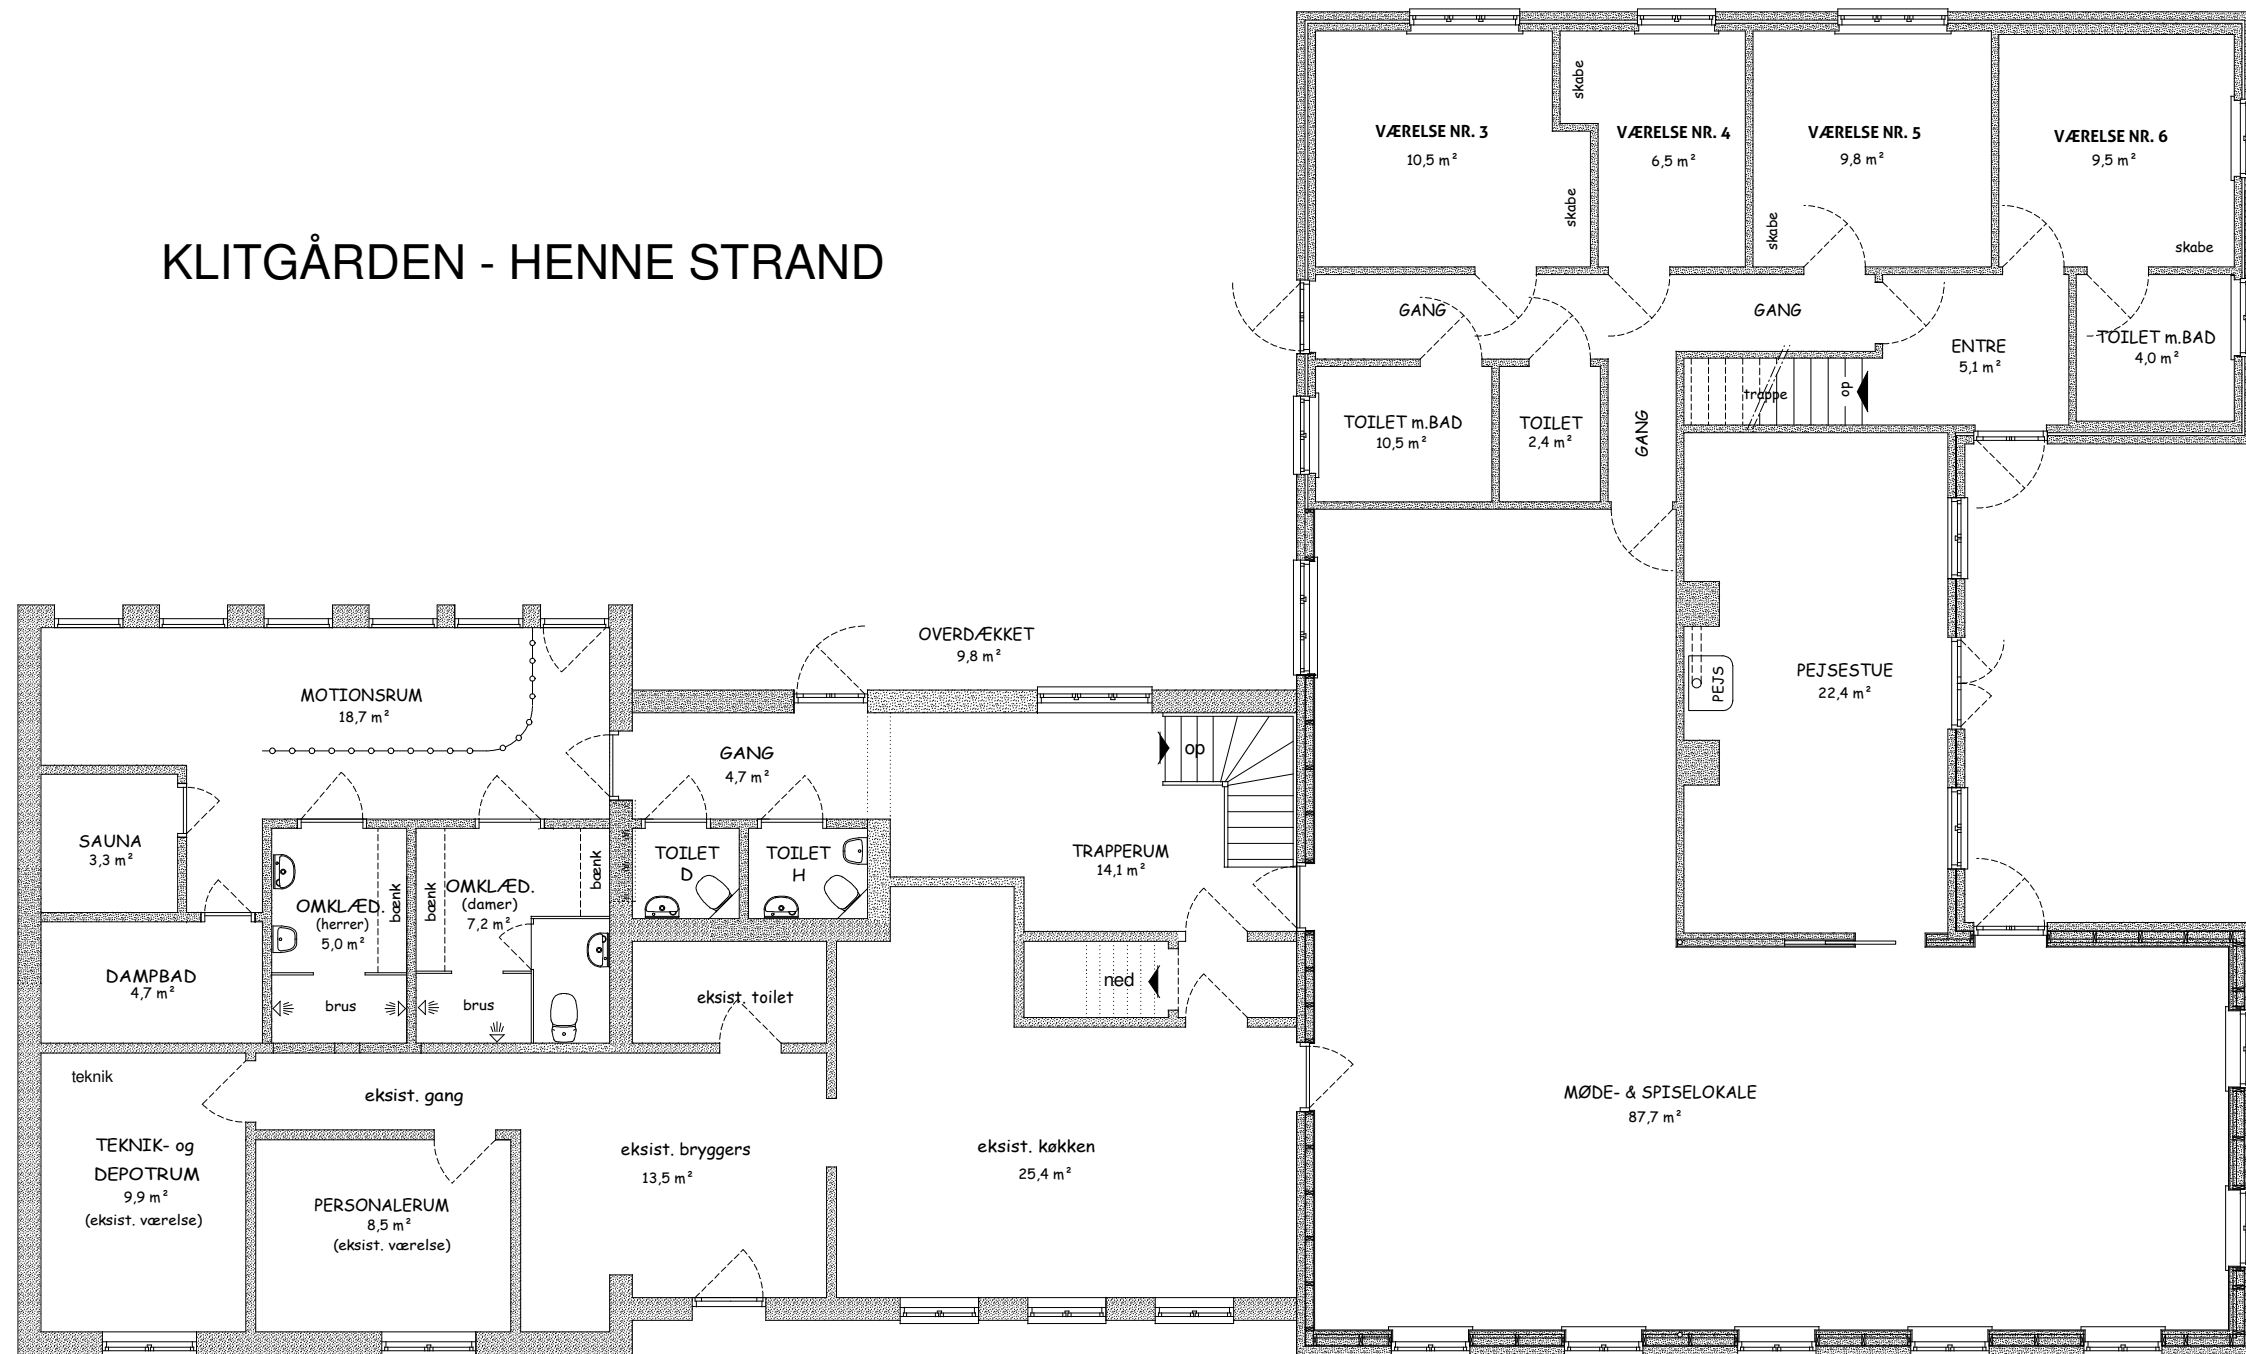 KLITGÅRDEN - HENNE STRAND
VÆRELSE NR. 3
10,5 m²
skabe
skabe
VÆRELSE NR. 4
6,5 m²
VÆRELSE NR. 5
9,8 m²
skabe
VÆRELSE NR. 6
9,5 m²
skabe
GANG
GANG
ENTRE
5,1 m²
TOILET m.BAD
4,0 m²
trappe
op
TOILET m.BAD
10,5 m²
TOILET
2,4 m²
GANG
OVERDÆKKET
9,8 m²
PEJSESTUE
22,4 m²
PEJS
MOTIONSRUM
18,7 m²
GANG
4,7 m²
op
SAUNA
3,3 m²
TOILET
D
TOILET
H
TRAPPERUM
14,1 m²
OMKLÆD.
(herrer)
5,0 m²
bænk
bænk
OMKLÆD.
(damer)
7,2 m²
bænk
DAMPBAD
4,7 m²
brus
brus
eksist. toilet
ned
teknik
eksist. gang
TEKNIK- og
DEPOTRUM
9,9 m²
(eksist. værelse)
PERSONALERUM
8,5 m²
(eksist. værelse)
eksist. bryggers
13,5 m²
eksist. køkken
25,4 m²
MØDE- & SPISELOKALE
87,7 m²